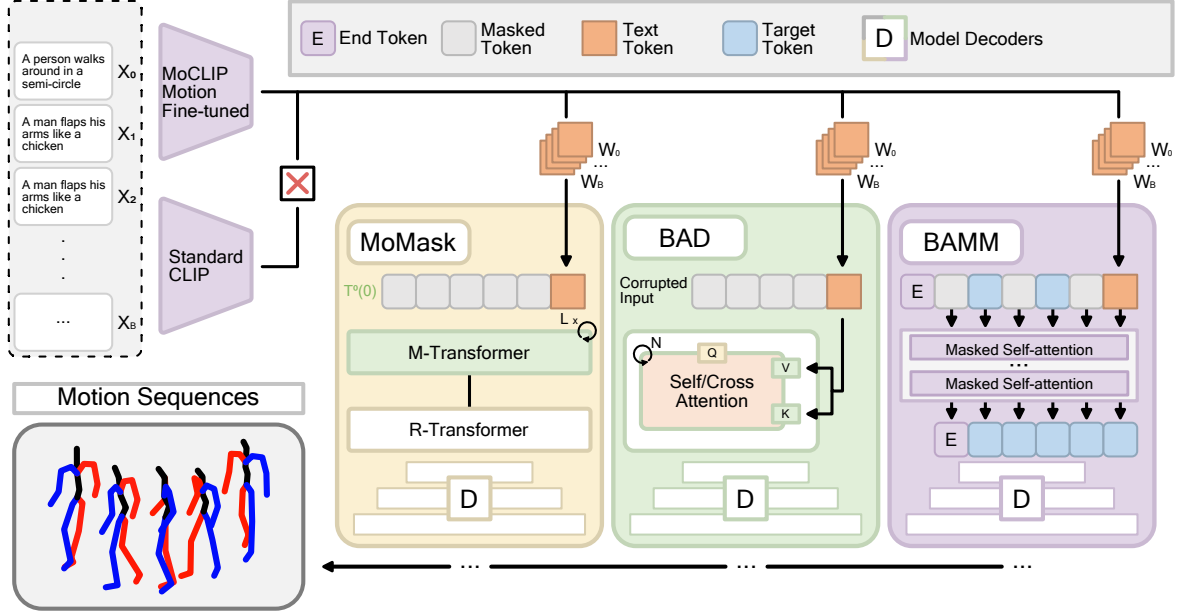 E End Token
Masked
Token
Text
Token
Target
Token
D Model Decoders
A person walks
around in a
semi-circle
X₀
A man flaps his
arms like a
chicken
X₁
A man flaps his
arms like a
chicken
X₂
.
.
.
...
X_B
MoCLIP
Motion
Fine-tuned
Standard
CLIP
W₀
...
W_B
W₀
...
W_B
W₀
...
W_B
MoMask
T⁰(0)
L x
M-Transformer
R-Transformer
D
BAD
Corrupted
Input
N
Q
V
K
Self/Cross
Attention
D
BAMM
E
Masked Self-attention
...
Masked Self-attention
E
D
Motion Sequences
... ... ...